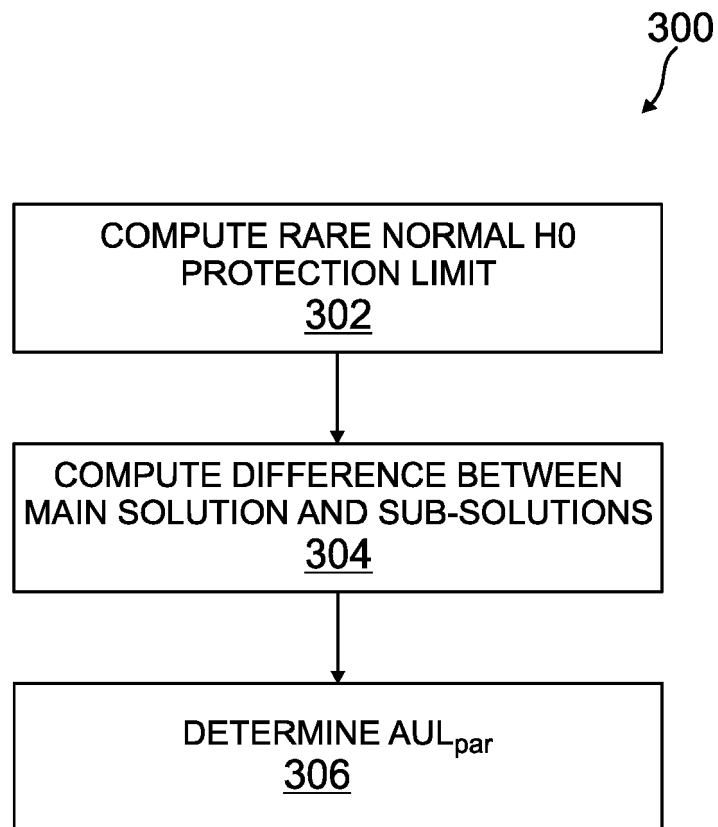 300
COMPUTE RARE NORMAL H0
PROTECTION LIMIT
302
COMPUTE DIFFERENCE BETWEEN
MAIN SOLUTION AND SUB-SOLUTIONS
304
DETERMINE AULpar
306